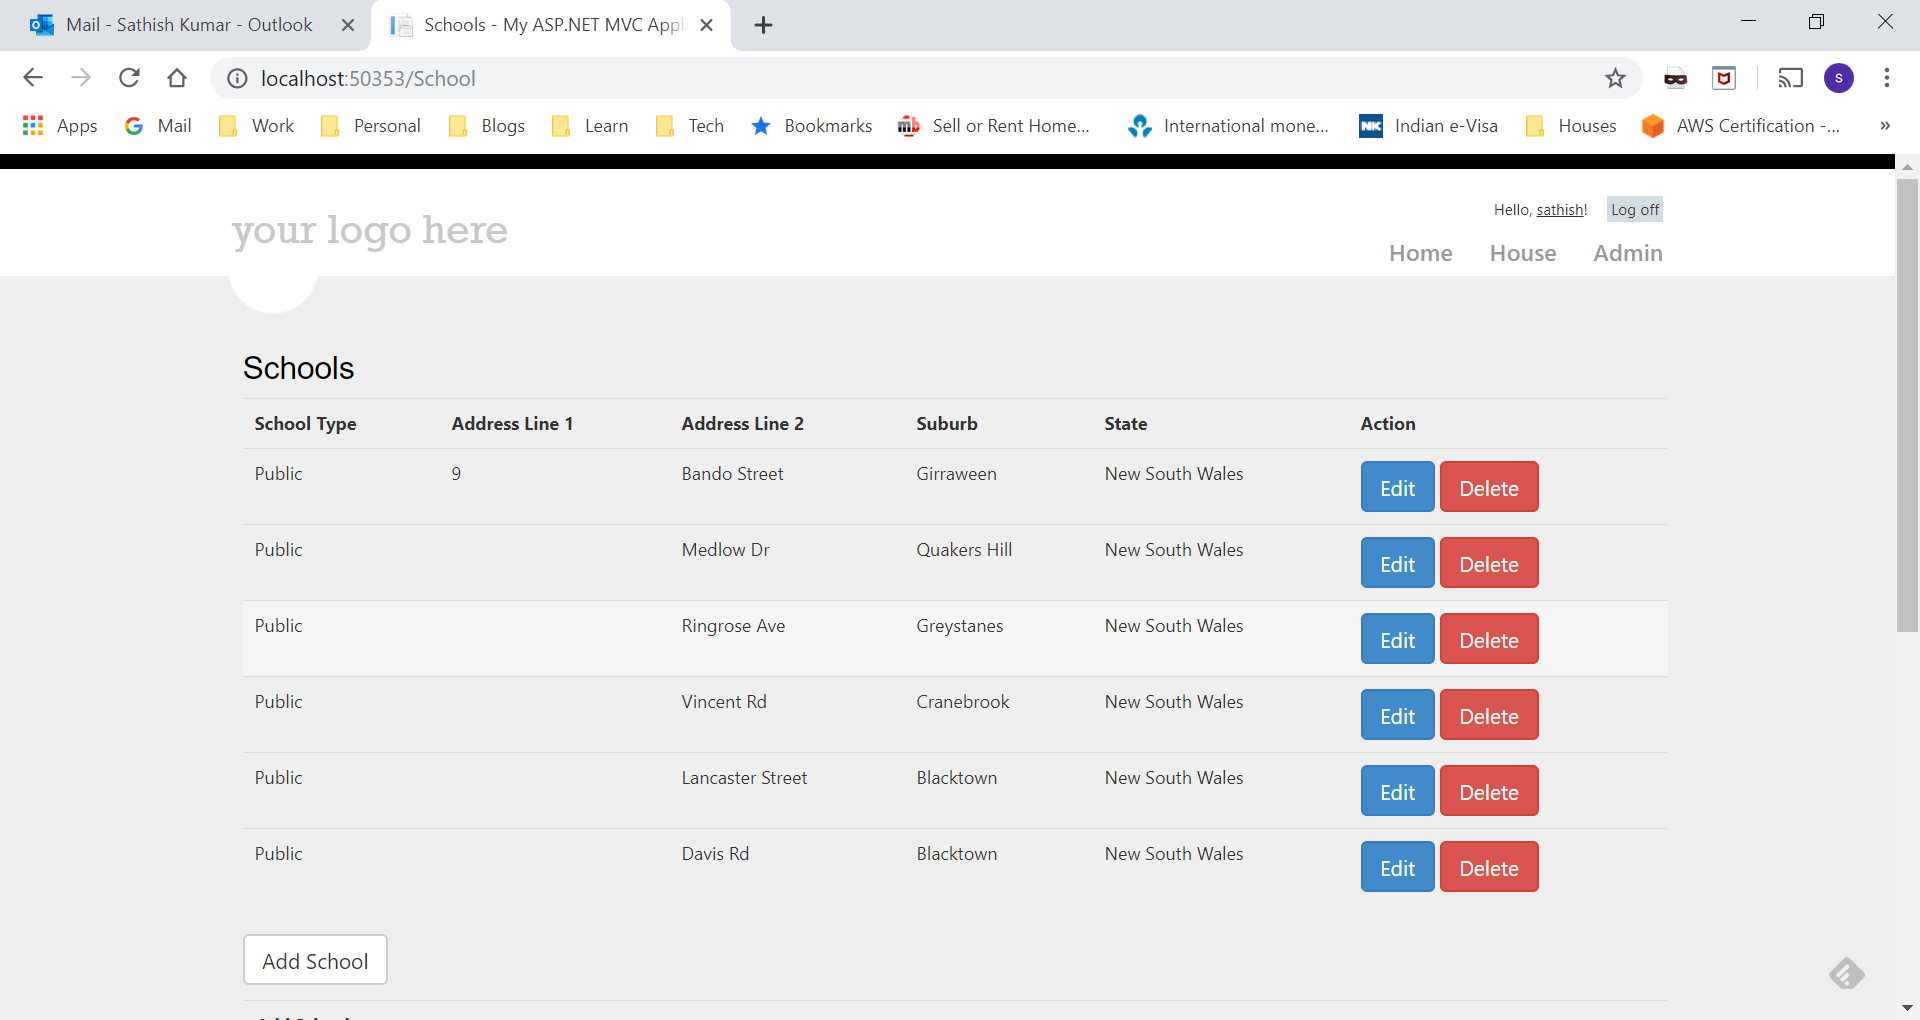 Mail - Sathish Kumar - Outlook
Schools - My ASP.NET MVC Appl
localhost:50353/School
S
Apps Mail Work Personal Blogs Learn Tech Bookmarks mb Sell or Rent Home... International mone... NIC Indian e-Visa Houses AWS Certification -... »
your logo here
Hello, sathish! Log off
Home House Admin
Schools
School Type Address Line 1 Address Line 2 Suburb State Action
Public 9 Bando Street Girraween New South Wales Edit Delete
Public Medlow Dr Quakers Hill New South Wales Edit Delete
Public Ringrose Ave Greystanes New South Wales Edit Delete
Public Vincent Rd Cranebrook New South Wales Edit Delete
Public Lancaster Street Blacktown New South Wales Edit Delete
Public Davis Rd Blacktown New South Wales Edit Delete
Add School